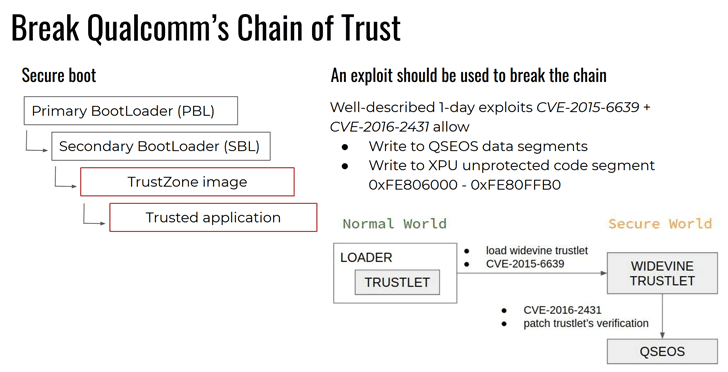 Break Qualcomm's Chain of Trust
Secure boot
Primary BootLoader (PBL)
Secondary BootLoader (SBL)
TrustZone image
Trusted application
An exploit should be used to break the chain
Well-described 1-day exploits CVE-2015-6639 +
CVE-2016-2431 allow
● Write to QSEOS data segments
● Write to XPU unprotected code segment
0xFE806000 - 0xFE80FFB0
Normal World
Secure World
LOADER
TRUSTLET
● load widevine trustlet
● CVE-2015-6639
WIDEVINE
TRUSTLET
● CVE-2016-2431
● patch trustlet's verification
QSEOS